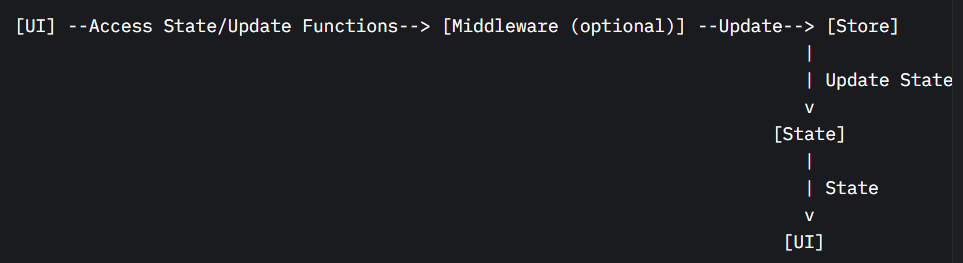 [UI] --Access State/Update Functions--> [Middleware (optional)] --Update--> [Store]
|
| Update State
v
[State]
|
| State
v
[UI]